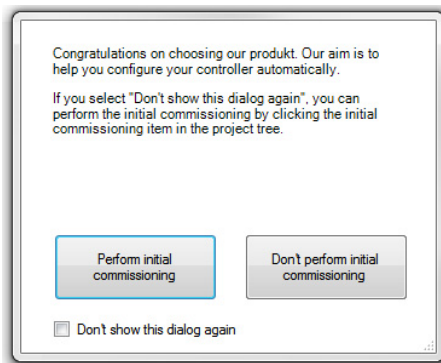 Congratulations on choosing our produkt. Our aim is to
help you configure your controller automatically.
If you select "Don't show this dialog again", you can
perform the initial commissioning by clicking the initial
commissioning item in the project tree.
Perform initial
commissioning
Don't perform initial
commissioning
Don't show this dialog again